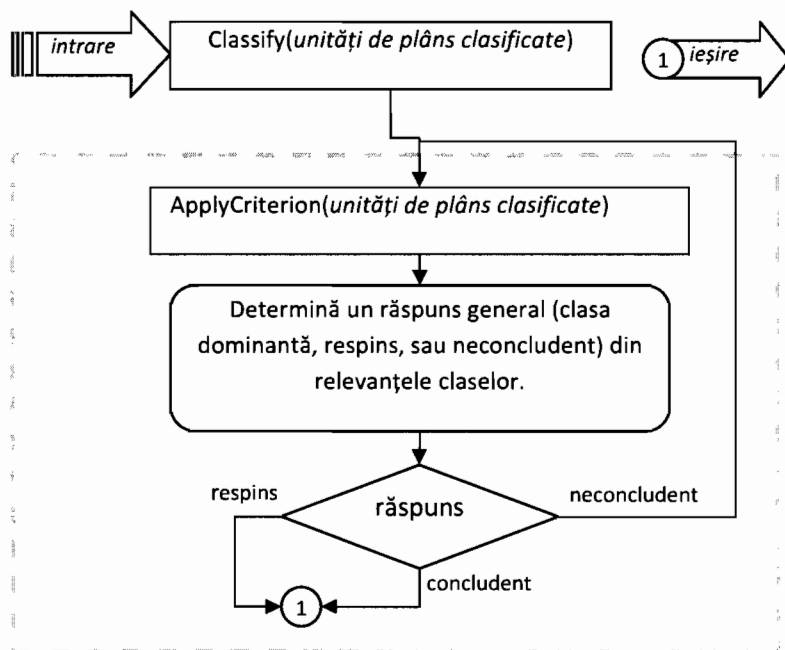 intrare
Classify(unități de plâns clasificate)
1
ieșire
ApplyCriterion(unități de plâns clasificate)
Determină un răspuns general (clasa
dominantă, respins, sau neconcludent) din
relevanțele claselor.
respins
răspuns
neconcludent
concludent
1